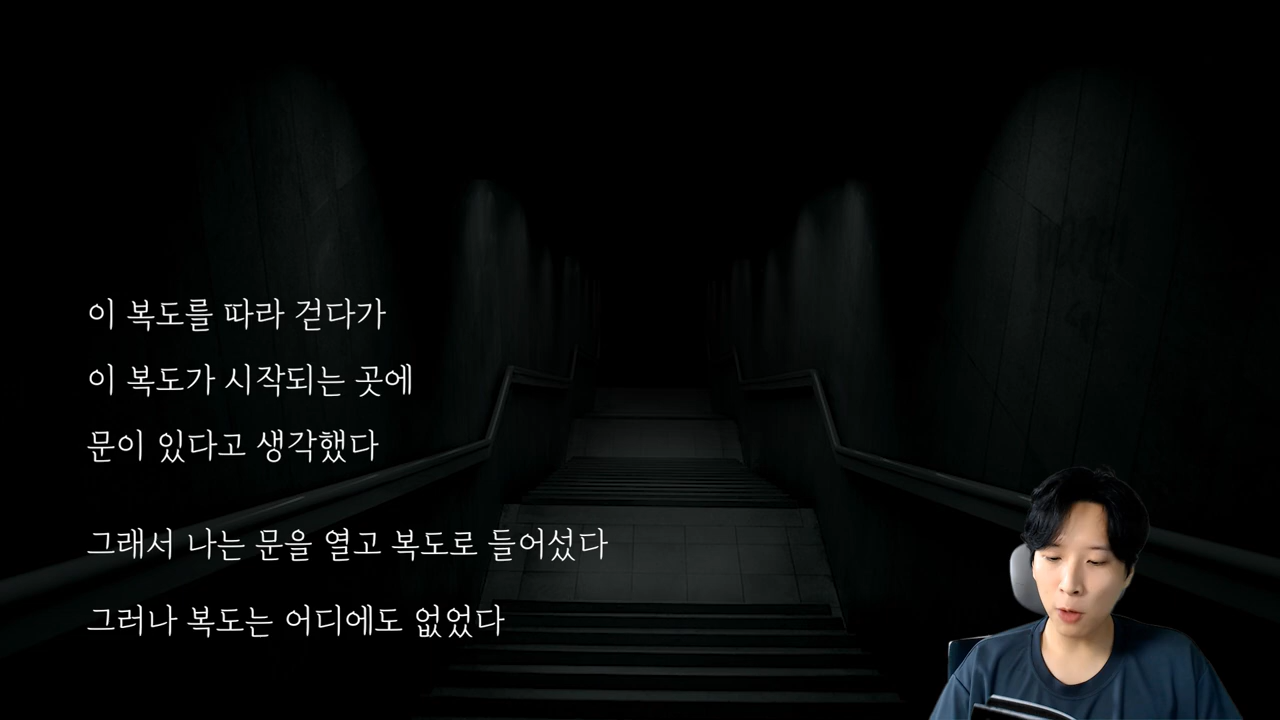 이 복도를 따라 걷다가
이 복도가 시작되는 곳에
문이 있다고 생각했다
그래서 나는 문을 열고 복도로 들어섰다
그러나 복도는 어디에도 없었다